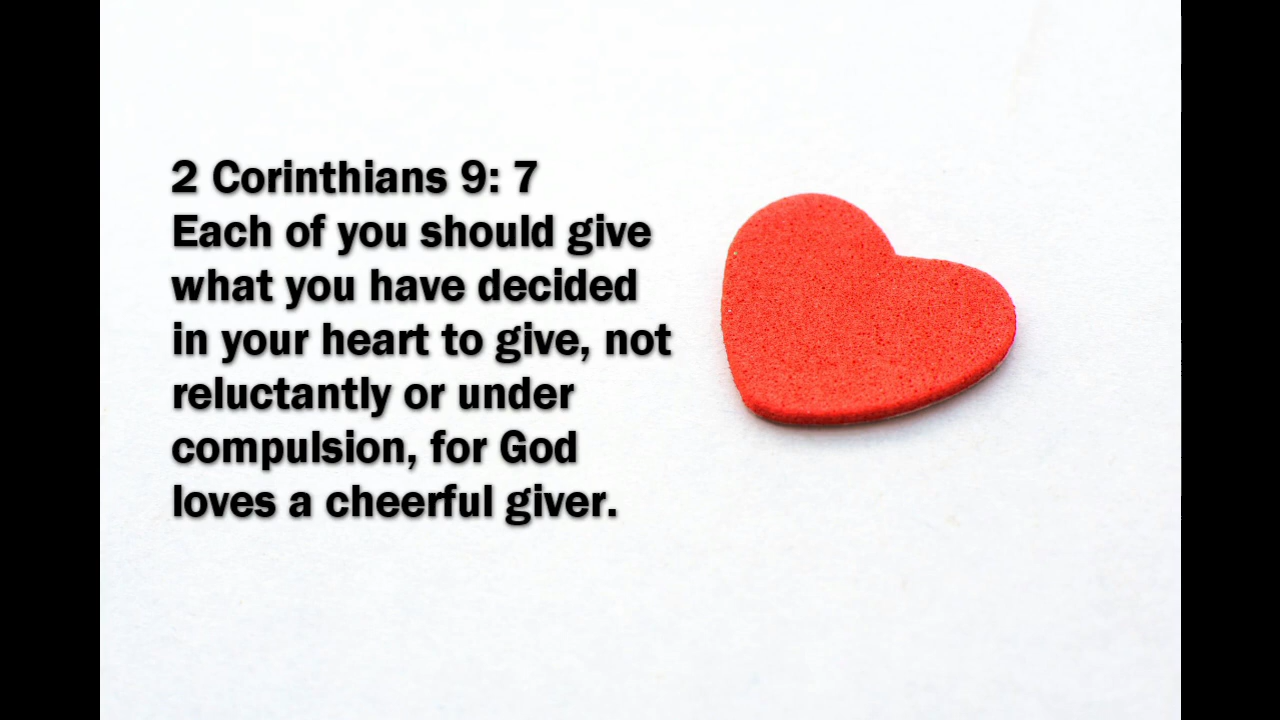 2 Corinthians 9: 7
Each of you should give
what you have decided
in your heart to give, not
reluctantly or under
compulsion, for God
loves a cheerful giver.